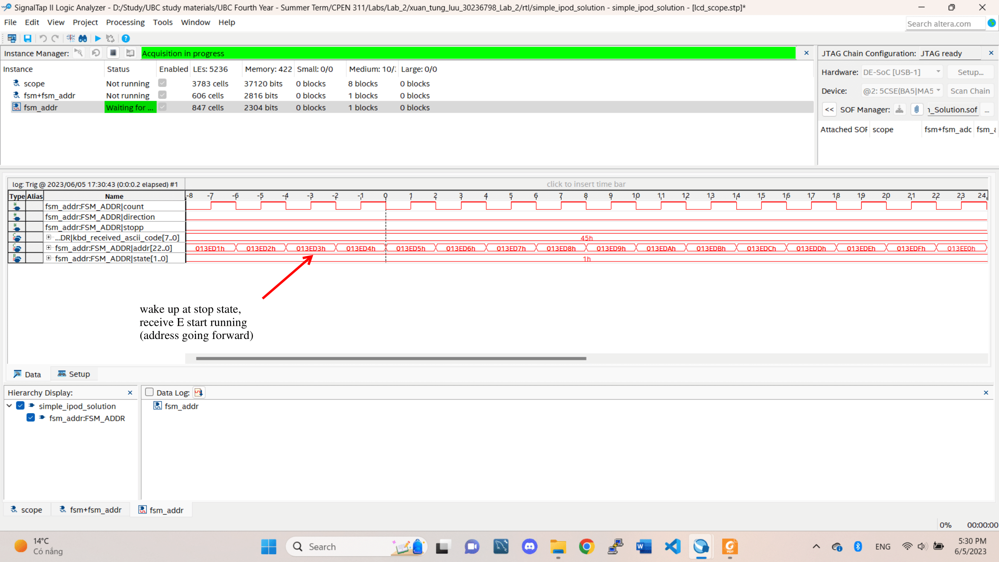 SignalTap II Logic Analyzer - D:/Study/UBC study materials/UBC Fourth Year - Summer Term/CPEN 311/Labs/Lab_2/xuan_tung_luu_30236798_Lab_2/rtl/simple_ipod_solution - simple_ipod_solution - [lcd_scope.stp]*
File Edit View Project Processing Tools Window Help
Search altera.com
Instance Manager: Acquisition in progress
JTAG Chain Configuration: JTAG ready
Instance Status Enabled LEs: 5236 Memory: 422 Small: 0/0 Medium: 10/ Large: 0/0
scope Not running 3783 cells 37120 bits 0 blocks 8 blocks 0 blocks
fsm+fsm_addr Not running 606 cells 2816 bits 0 blocks 1 blocks 0 blocks
fsm_addr Waiting for ... 847 cells 2304 bits 0 blocks 1 blocks 0 blocks
Hardware: DE-SoC [USB-1] Setup...
Device: @2: 5CSE(BA5|MA5 Scan Chain
<< SOF Manager: _Solution.sof ...
Attached SOF scope fsm+fsm_adc fsm_a
log: Trig @ 2023/06/05 17:30:43 (0:0:0.2 elapsed) #1 click to insert time bar
Type Alias Name -8 -7 -6 -5 -4 -3 -2 -1 0 1 2 3 4 5 6 7 8 9 10 11 12 13 14 15 16 17 18 19 20 21 22 23 24
fsm_addr:FSM_ADDR|count
fsm_addr:FSM_ADDR|direction
fsm_addr:FSM_ADDR|stopp
...DR|kbd_received_ascii_code[7..0] 45h
fsm_addr:FSM_ADDR|addr[22..0] 013ED1h 013ED2h 013ED3h 013ED4h 013ED5h 013ED6h 013ED7h 013ED8h 013ED9h 013EDAh 013EDBh 013EDCh 013EDDh 013EDEh 013EDFh 013EE0h
fsm_addr:FSM_ADDR|state[1..0] 1h
wake up at stop state,
receive E start running
(address going forward)
Data Setup
Hierarchy Display:
simple_ipod_solution
fsm_addr:FSM_ADDR
Data Log:
fsm_addr
scope fsm+fsm_addr fsm_addr
0% 00:00:00
14°C
Có nắng
Search
ENG
5:30 PM
6/5/2023